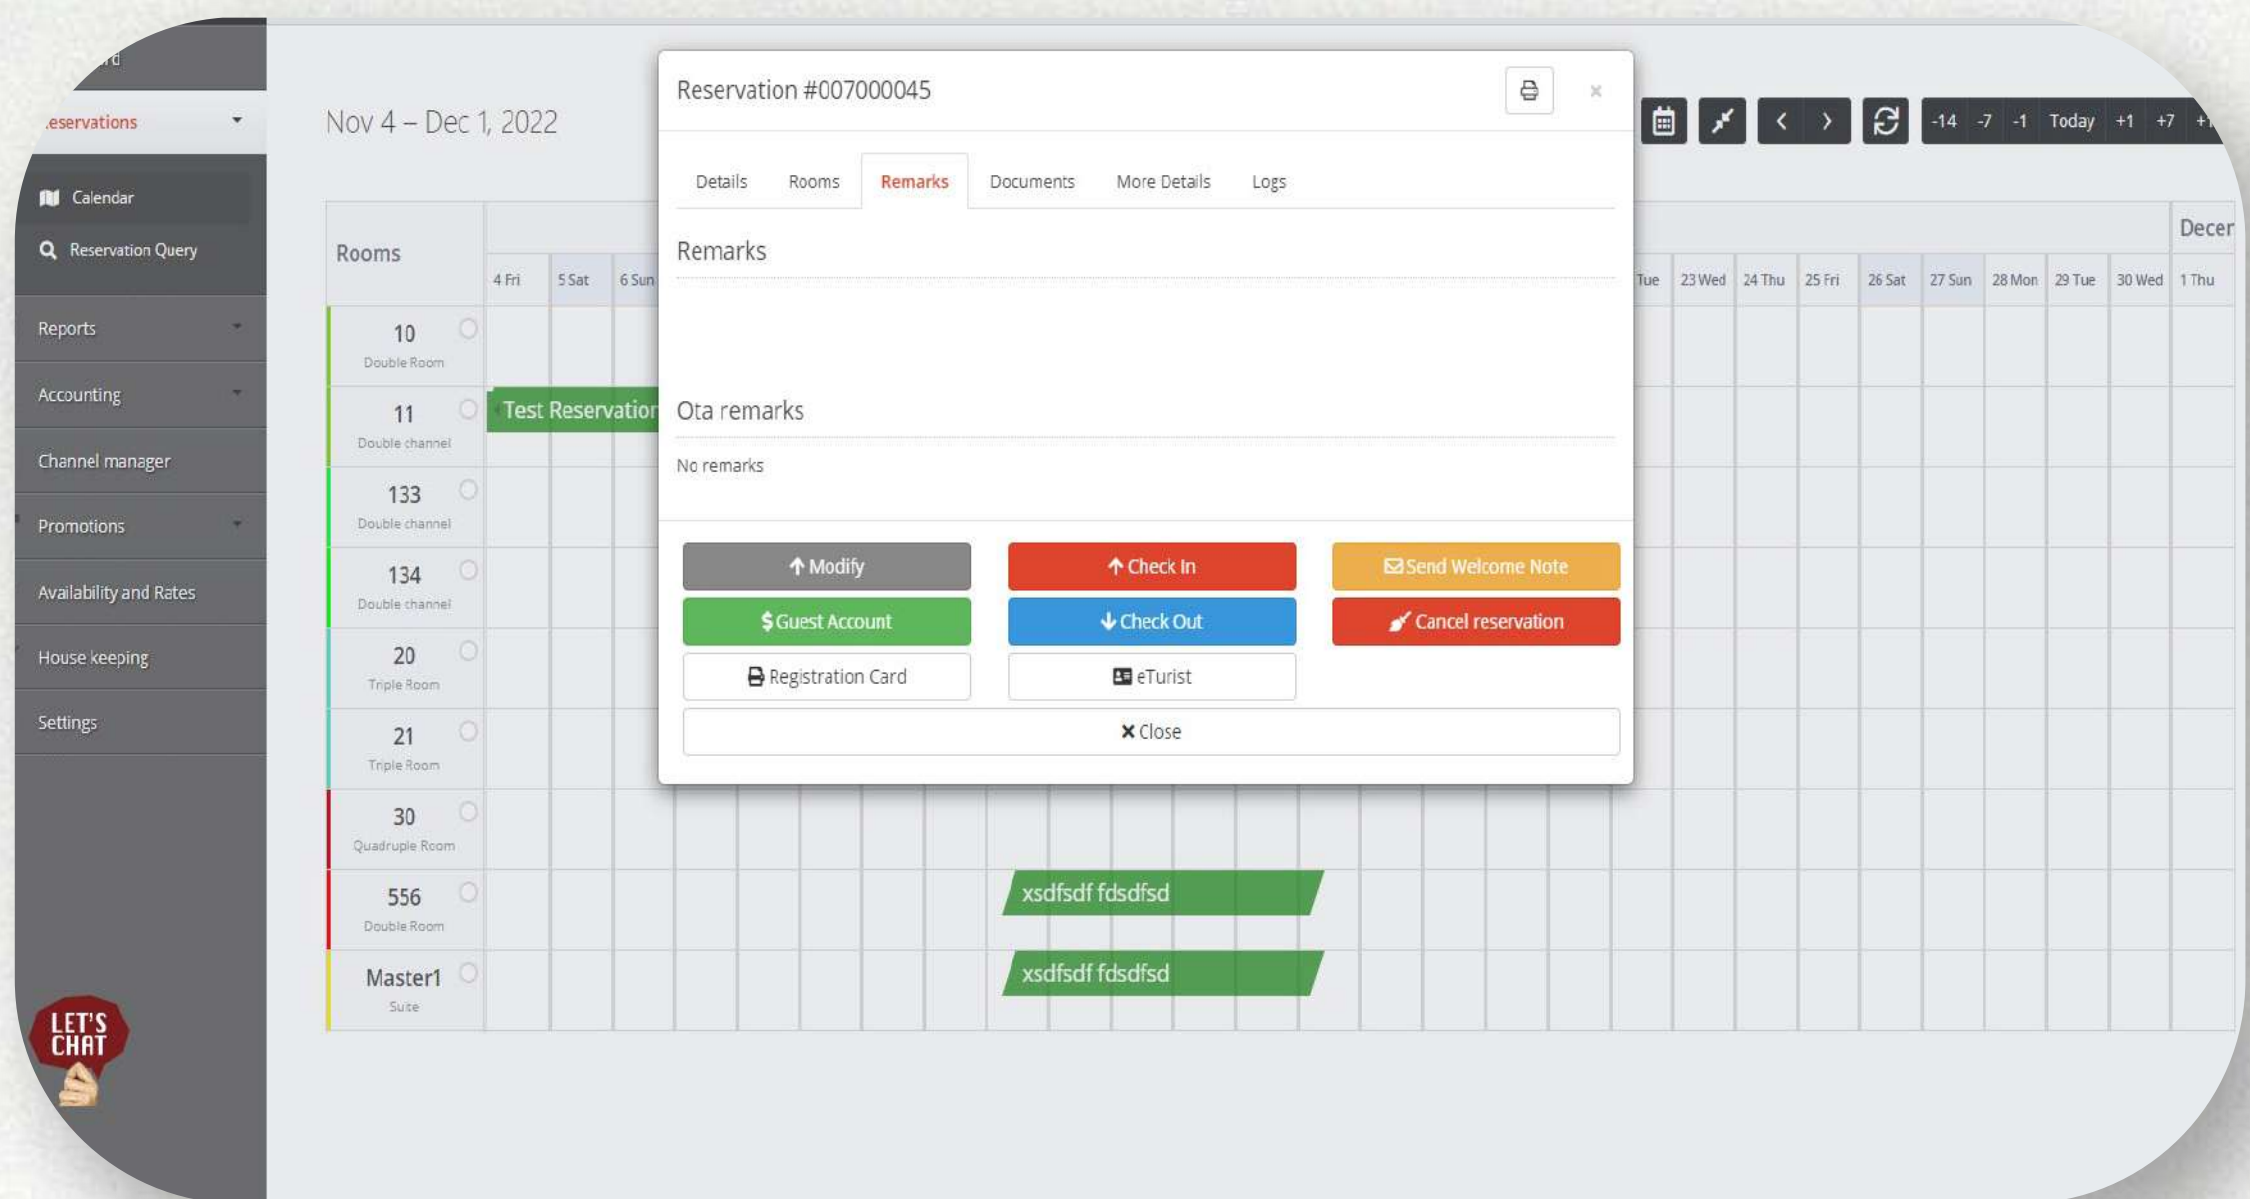 Reservations
Calendar
Reservation Query
Reports
Accounting
Channel manager
Promotions
Availability and Rates
House keeping
Settings
LET'S
CHAT
Nov 4 – Dec 1, 2022
-14 -7 -1 Today +1 +7
Rooms
4 Fri 5 Sat 6 Sun Tue 23 Wed 24 Thu 25 Fri 26 Sat 27 Sun 28 Mon 29 Tue 30 Wed 1 Thu
10
Double Room
11
Double channel
Test Reservation
133
Double channel
134
Double channel
20
Triple Room
21
Triple Room
30
Quadruple Room
556
Double Room
xsdfsdf fdsdfsd
Master1
Suite
xsdfsdf fdsdfsd
Reservation #007000045
Details Rooms Remarks Documents More Details Logs
Remarks
Ota remarks
No remarks
Modify Check In Send Welcome Note
$ Guest Account Check Out Cancel reservation
Registration Card eTurist
Close